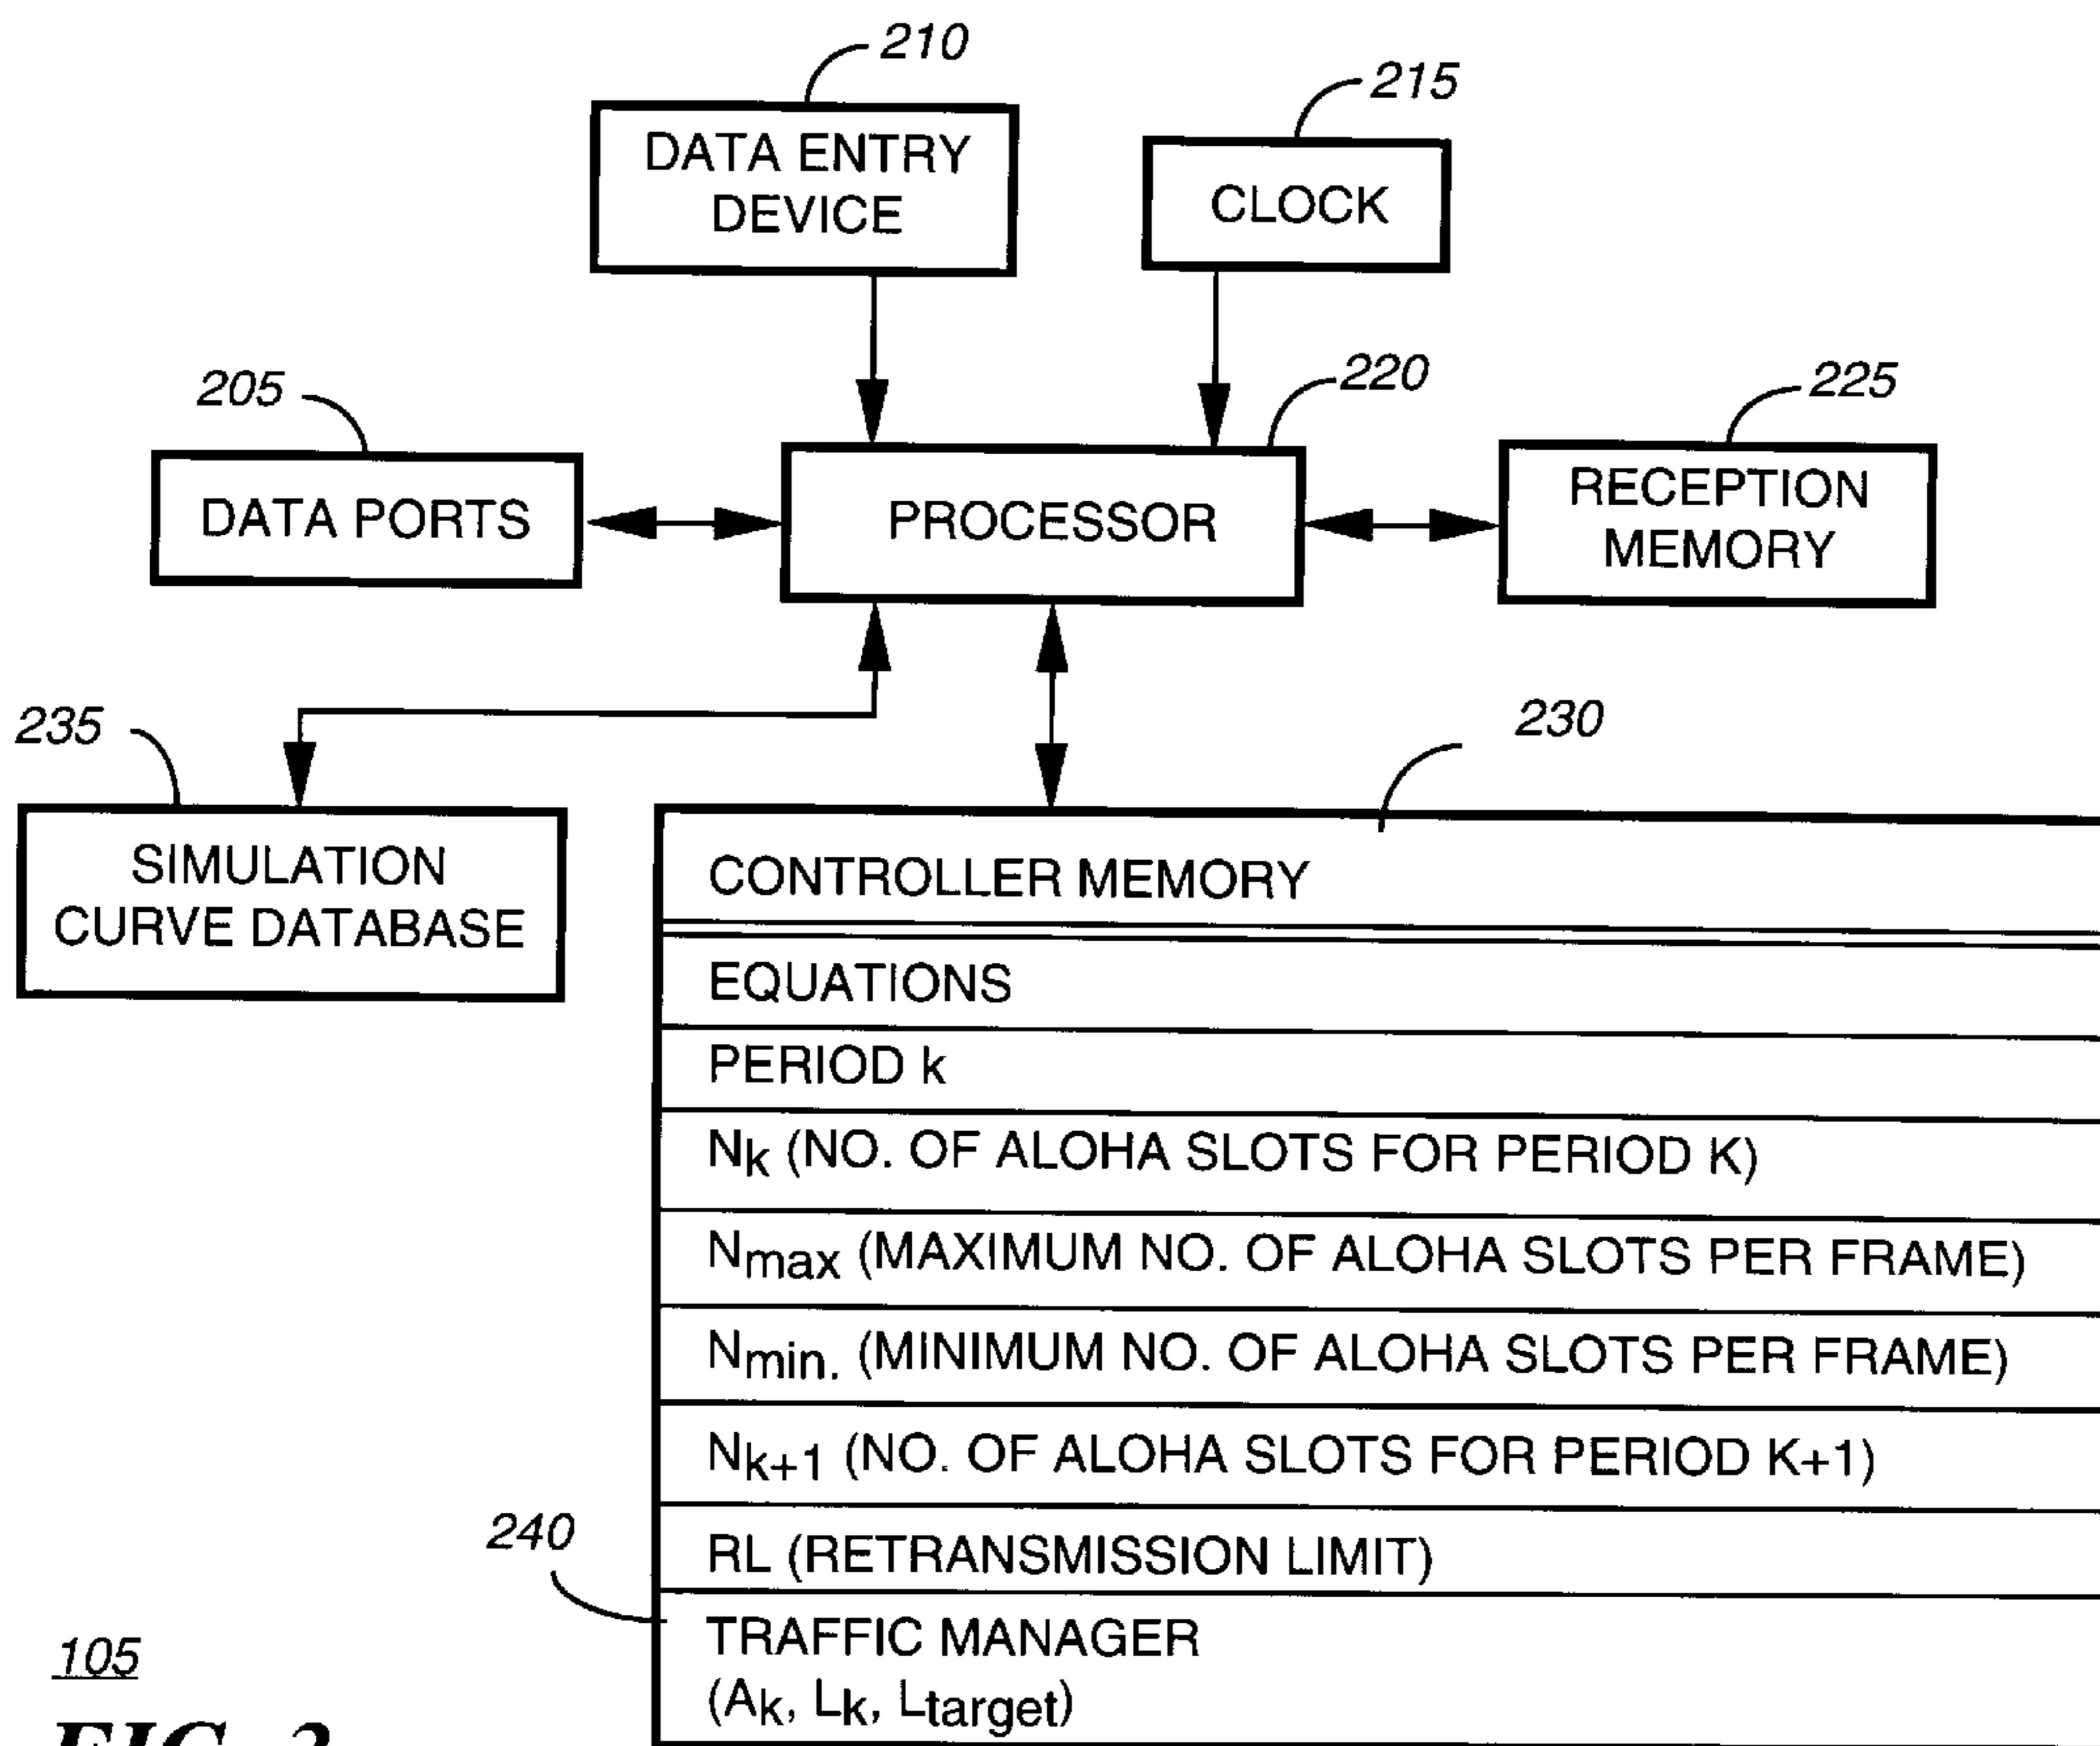 210
215
DATA ENTRY
DEVICE
CLOCK
205
220
225
DATA PORTS
PROCESSOR
RECEPTION
MEMORY
235
230
SIMULATION
CURVE DATABASE
CONTROLLER MEMORY
EQUATIONS
PERIOD k
Nk (NO. OF ALOHA SLOTS FOR PERIOD K)
Nmax (MAXIMUM NO. OF ALOHA SLOTS PER FRAME)
Nmin. (MINIMUM NO. OF ALOHA SLOTS PER FRAME)
Nk+1 (NO. OF ALOHA SLOTS FOR PERIOD K+1)
240
RL (RETRANSMISSION LIMIT)
TRAFFIC MANAGER
(Ak, Lk, Ltarget)
105